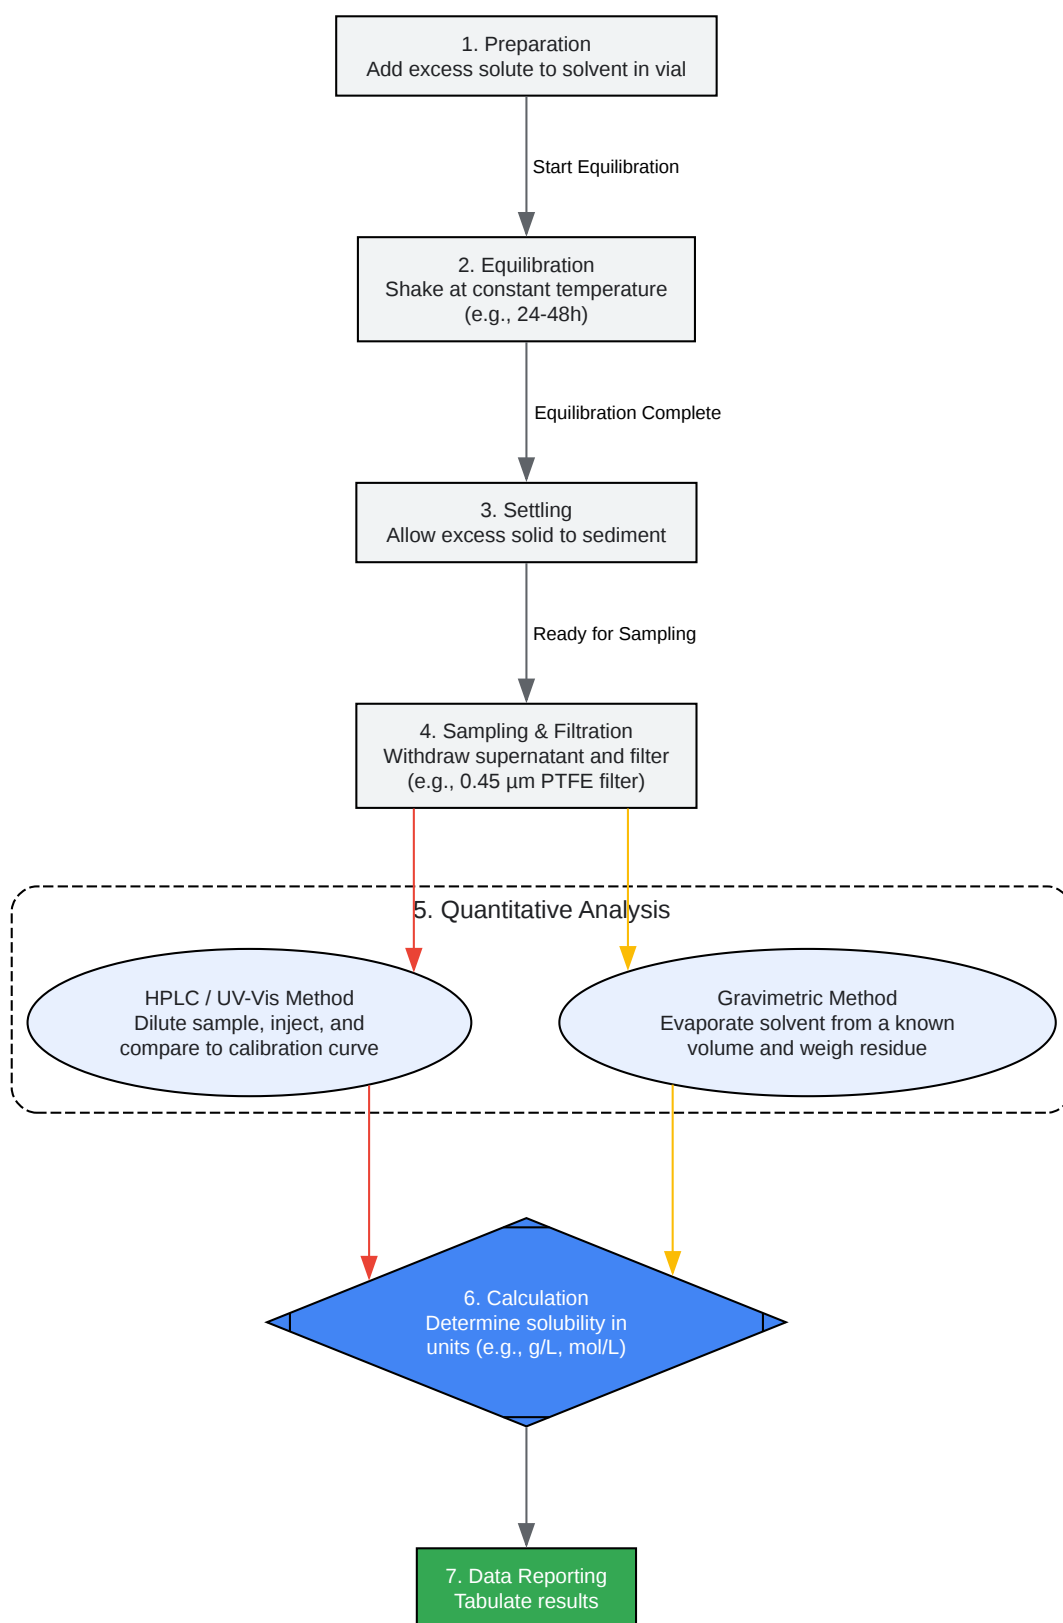 1. Preparation
Add excess solute to solvent in vial
Start Equilibration
2. Equilibration
Shake at constant temperature
(e.g., 24-48h)
Equilibration Complete
3. Settling
Allow excess solid to sediment
Ready for Sampling
4. Sampling & Filtration
Withdraw supernatant and filter
(e.g., 0.45 µm PTFE filter)
5. Quantitative Analysis
HPLC / UV-Vis Method
Dilute sample, inject, and
compare to calibration curve
Gravimetric Method
Evaporate solvent from a known
volume and weigh residue
6. Calculation
Determine solubility in
units (e.g., g/L, mol/L)
7. Data Reporting
Tabulate results